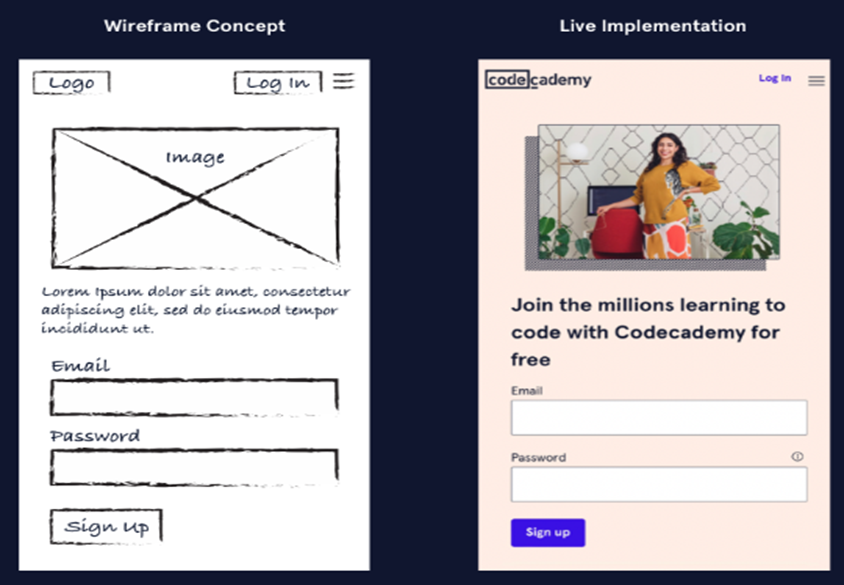 Wireframe Concept
Logo
Log In
Image
Lorem Ipsum dolor sit amet, consectetur
adipiscing elit, sed do eiusmod tempor
incididunt ut.
Email
Password
Sign Up
Live Implementation
codecademy
Log In
Join the millions learning to
code with Codecademy for
free
Email
Password
Sign up